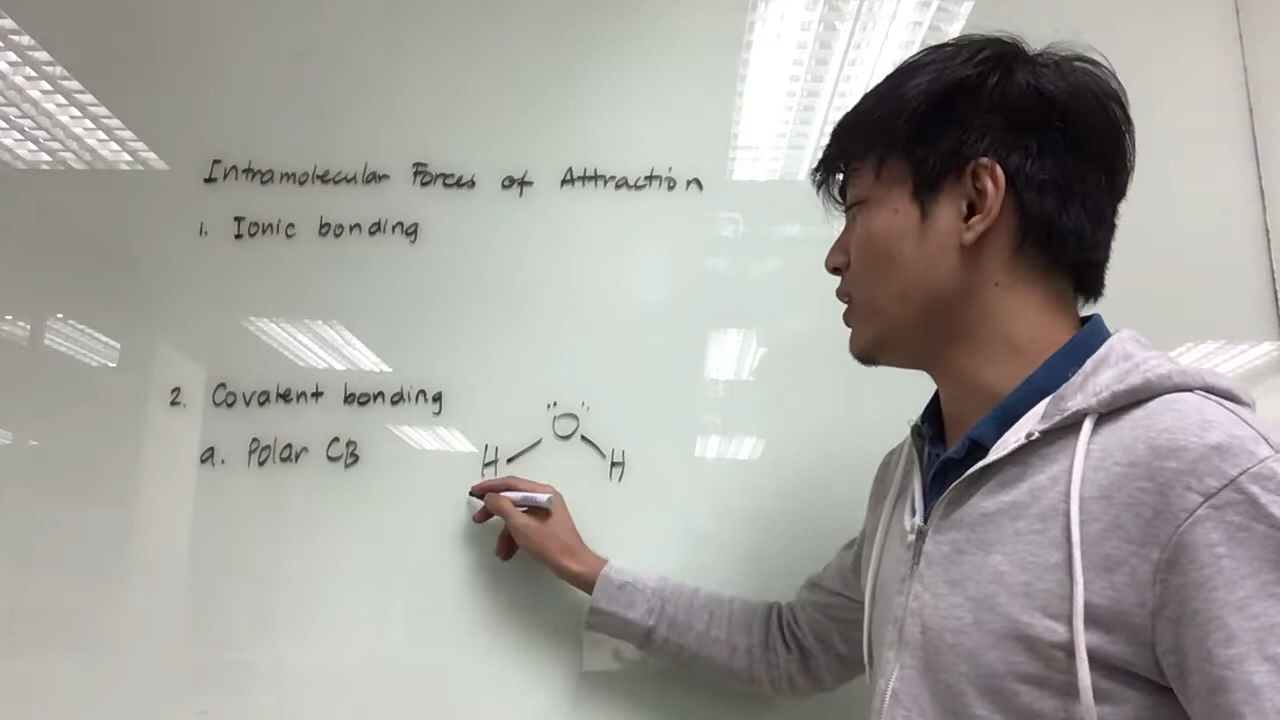 Intramolecular Forces of Attraction
1. Ionic bonding
2. Covalent bonding
a. Polar CB
O
H H